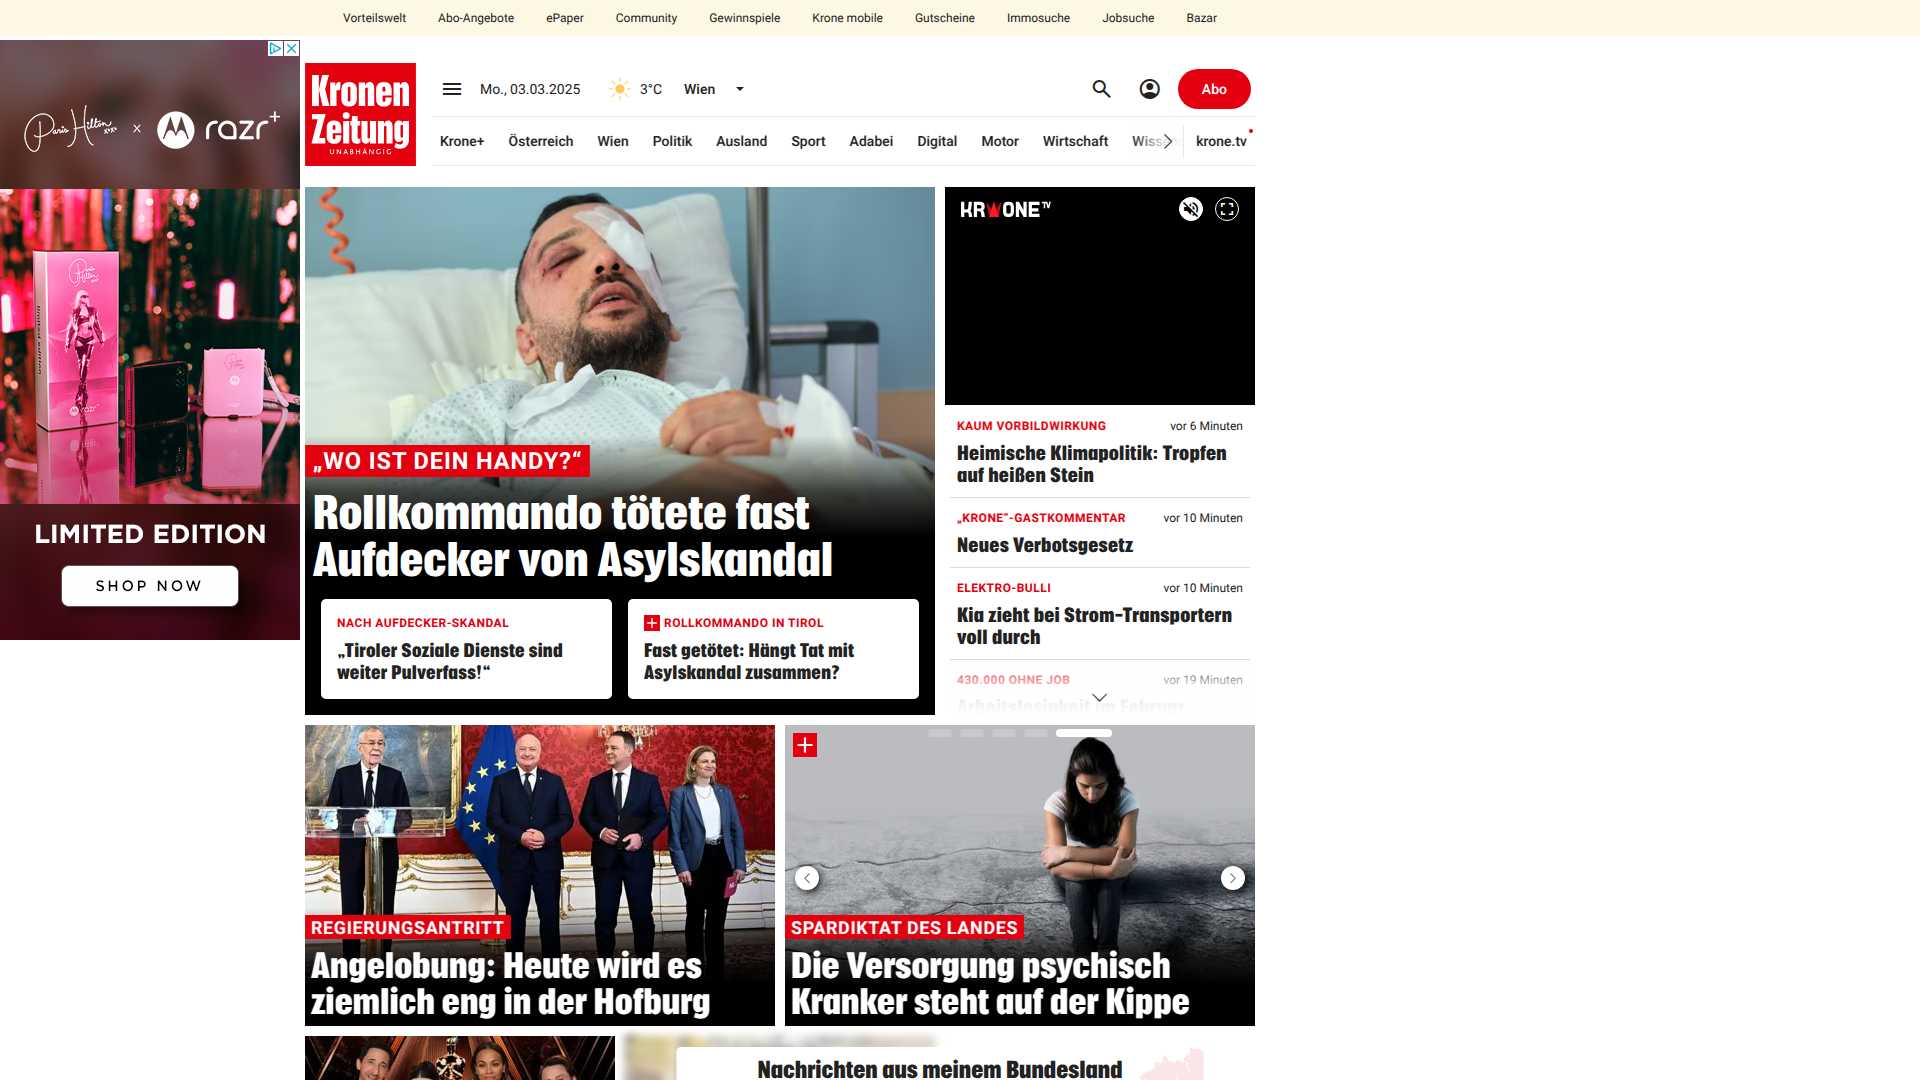 Vorteilswelt
Abo-Angebote
ePaper
Community
Gewinnspiele
Krone mobile
Gutscheine
Immosuche
Jobsuche
Bazar
Paris Hilton x razr+
LIMITED EDITION
SHOP NOW
Kronen
Zeitung
UNABHÄNGIG
Mo., 03.03.2025
3°C
Wien
Abo
Krone+
Österreich
Wien
Politik
Ausland
Sport
Adabei
Digital
Motor
Wirtschaft
krone.tv
„WO IST DEIN HANDY?“
Rollkommando tötete fast
Aufdecker von Asylskandal
NACH AUFDECKER-SKANDAL
„Tiroler Soziale Dienste sind
weiter Pulverfass!“
ROLLKOMMANDO IN TIROL
Fast getötet: Hängt Tat mit
Asylskandal zusammen?
KRONE TV
KAUM VORBILDWIRKUNG
vor 6 Minuten
Heimische Klimapolitik: Tropfen
auf heißen Stein
„KRONE“-GASTKOMMENTAR
vor 10 Minuten
Neues Verbotsgesetz
ELEKTRO-BULLI
vor 10 Minuten
Kia zieht bei Strom-Transportern
voll durch
430.000 OHNE JOB
vor 19 Minuten
Arbeitslosigkeit im Februar
REGIERUNGSANTRITT
Angelobung: Heute wird es
ziemlich eng in der Hofburg
SPARDIKTAT DES LANDES
Die Versorgung psychisch
Kranker steht auf der Kippe
Nachrichten aus meinem Bundesland